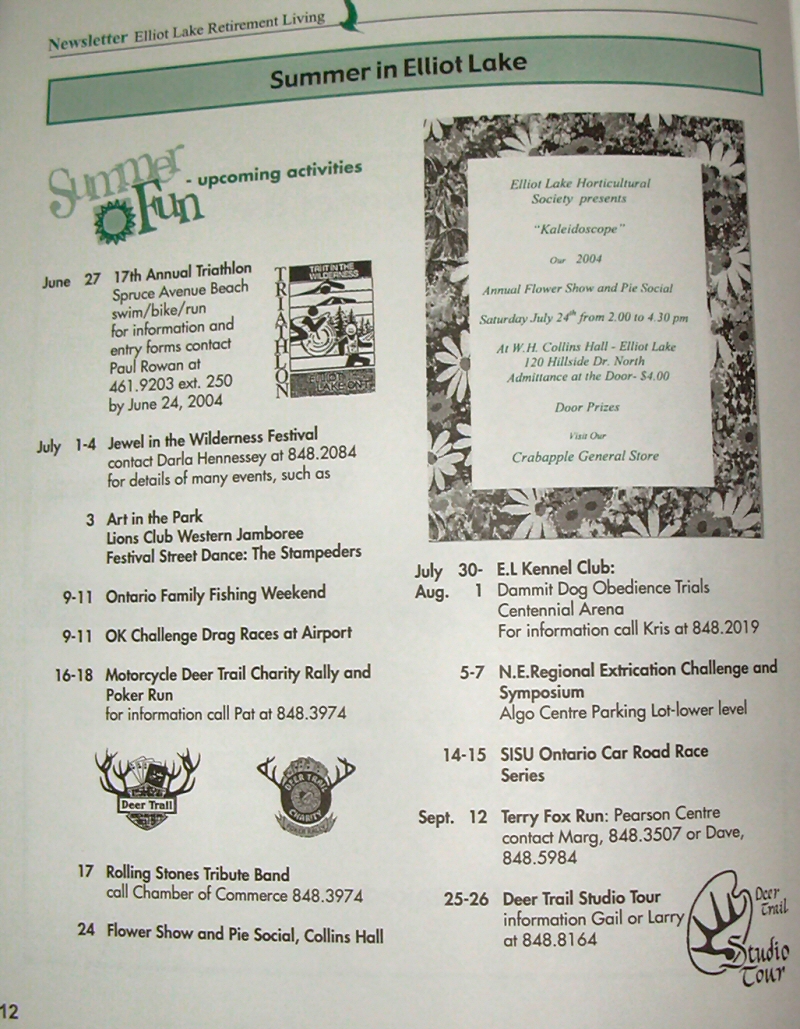 Newsletter Elliot Lake Retirement Living
Summer in Elliot Lake
Summer Fun - upcoming activities
June 27 17th Annual Triathlon
Spruce Avenue Beach
swim/bike/run
for information and
entry forms contact
Paul Rowan at
461.9203 ext. 250
by June 24, 2004
TRIATHLON
WILDERNESS
ELLIOT
LAKE ONT.
July 1-4 Jewel in the Wilderness Festival
contact Darla Hennessey at 848.2084
for details of many events, such as
3 Art in the Park
Lions Club Western Jamboree
Festival Street Dance: The Stampeders
9-11 Ontario Family Fishing Weekend
9-11 OK Challenge Drag Races at Airport
16-18 Motorcycle Deer Trail Charity Rally and
Poker Run
for information call Pat at 848.3974
Deer Trail
DEER TRAIL
CHARITY
POKER RALLY
17 Rolling Stones Tribute Band
call Chamber of Commerce 848.3974
24 Flower Show and Pie Social, Collins Hall
Elliot Lake Horticultural
Society presents
"Kaleidoscope"
Our 2004
Annual Flower Show and Pie Social
Saturday July 24th from 2.00 to 4.30 pm
At W.H. Collins Hall - Elliot Lake
120 Hillside Dr. North
Admittance at the Door- $4.00
Door Prizes
Visit Our
Crabapple General Store
July 30- E.L Kennel Club:
Aug. 1 Dammit Dog Obedience Trials
Centennial Arena
For information call Kris at 848.2019
5-7 N.E.Regional Extrication Challenge and
Symposium
Algo Centre Parking Lot-lower level
14-15 SISU Ontario Car Road Race
Series
Sept. 12 Terry Fox Run: Pearson Centre
contact Marg, 848.3507 or Dave,
848.5984
25-26 Deer Trail Studio Tour
information Gail or Larry
at 848.8164
Deer
Trail
Studio
Tour
12